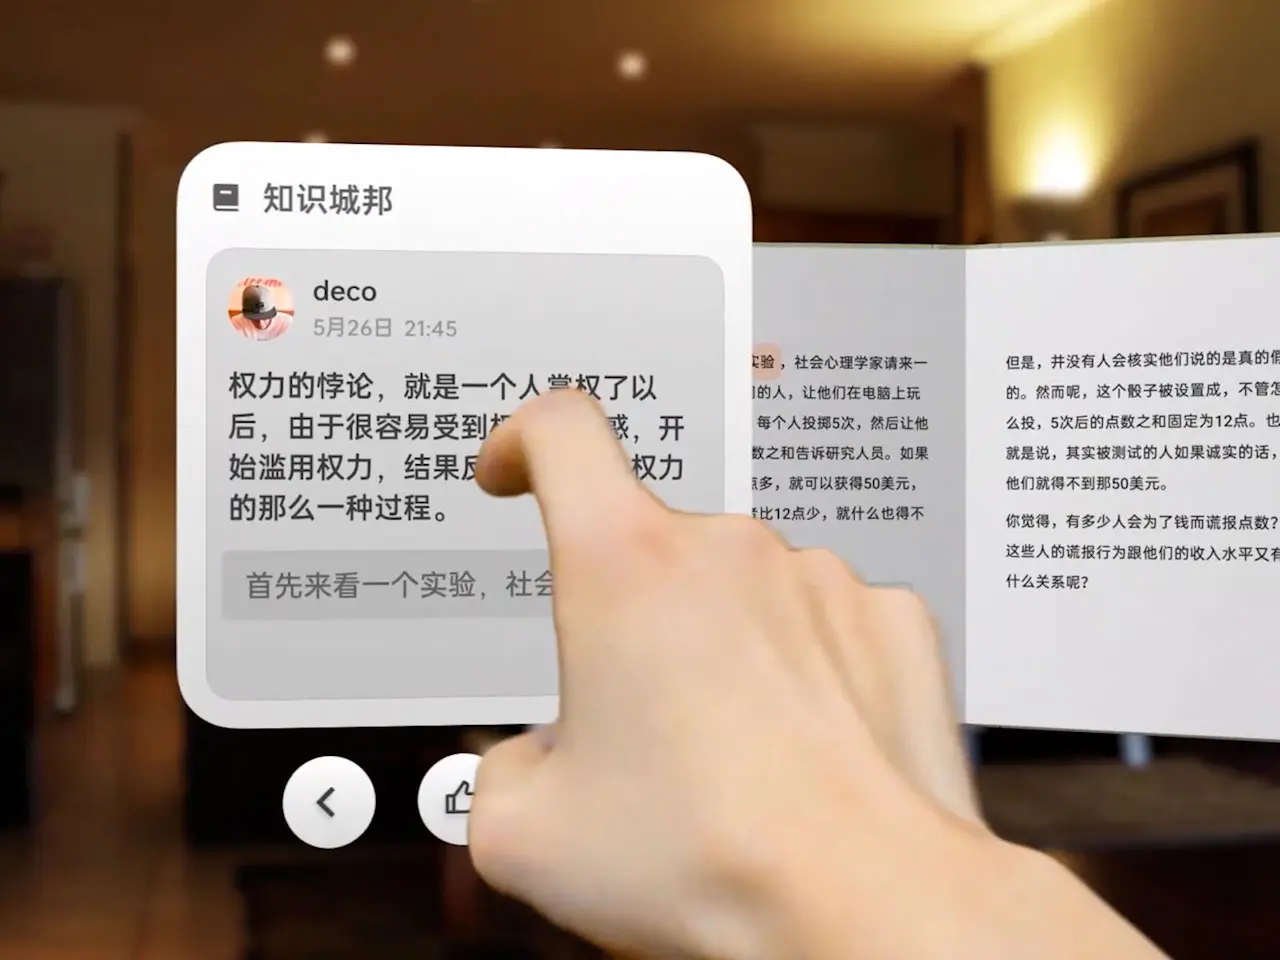 知识城邦
deco
5月26日 21:45
权力的悖论，就是一个人掌权了以
后，由于很容易受到 惑，开
始滥用权力，结果 权力
的那么一种过程。
首先来看一个实验，社会
实验，社会心理学家请来一
的人，让他们在电脑上玩
每个人投掷5次，然后让他
数之和告诉研究人员。如果
点多，就可以获得50美元，
比12点少，就什么也得不
但是，并没有人会核实他们说的是真的假
的。然而呢，这个骰子被设置成，不管怎
么投，5次后的点数之和固定为12点。也
就是说，其实被测试的人如果诚实的话，
他们就得不到那50美元。
你觉得，有多少人会为了钱而谎报点数?
这些人的谎报行为跟他们的收入水平又有
什么关系呢?